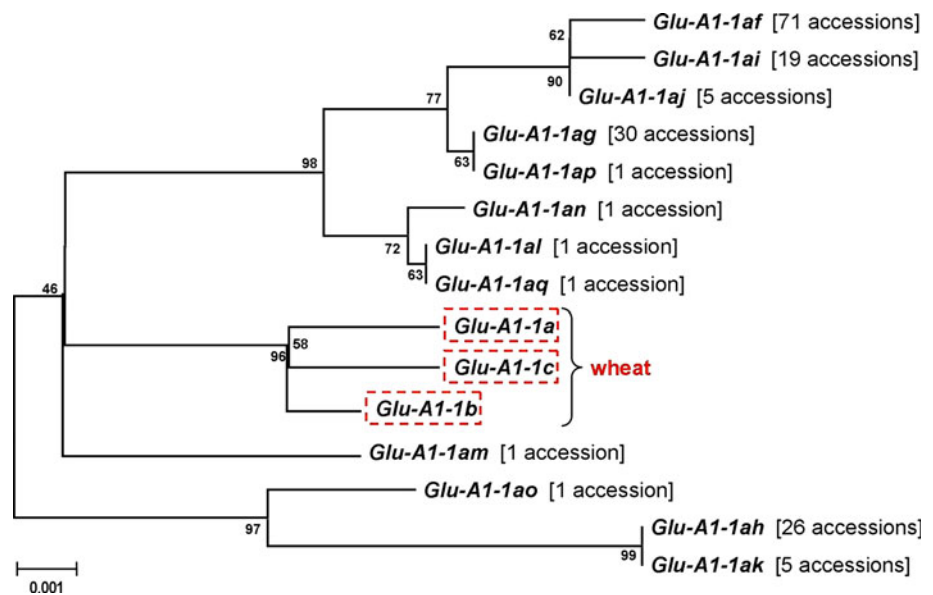 62
Glu-A1-1af [71 accessions]
Glu-A1-1ai [19 accessions]
90
Glu-A1-1aj [5 accessions]
77
Glu-A1-1ag [30 accessions]
63
Glu-A1-1ap [1 accession]
98
Glu-A1-1an [1 accession]
72
Glu-A1-1al [1 accession]
63
Glu-A1-1aq [1 accession]
46
Glu-A1-1a
58
96
Glu-A1-1c
wheat
Glu-A1-1b
Glu-A1-1am [1 accession]
Glu-A1-1ao [1 accession]
97
Glu-A1-1ah [26 accessions]
99
Glu-A1-1ak [5 accessions]
0.001